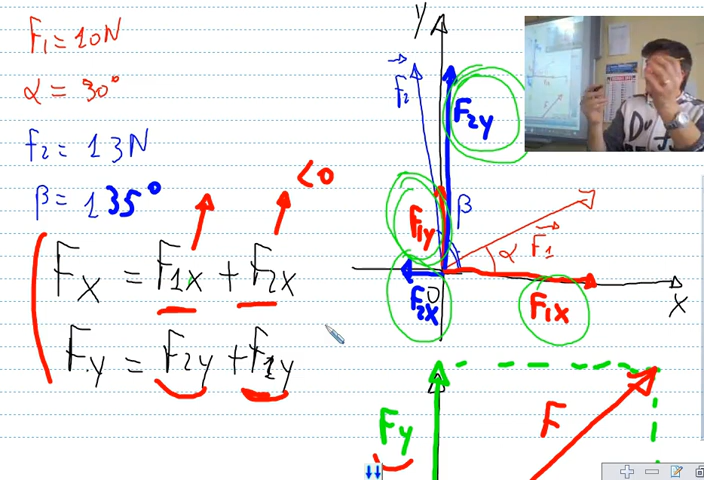 F₁=10N
α = 30°
F₂=13N
β= 135°
<0
Fx = F1x + F2x
Fy = F2y + F1y
y
F₂
F2y
β
F1y
α F₁
O
F2x
F1x
x
F
Fy